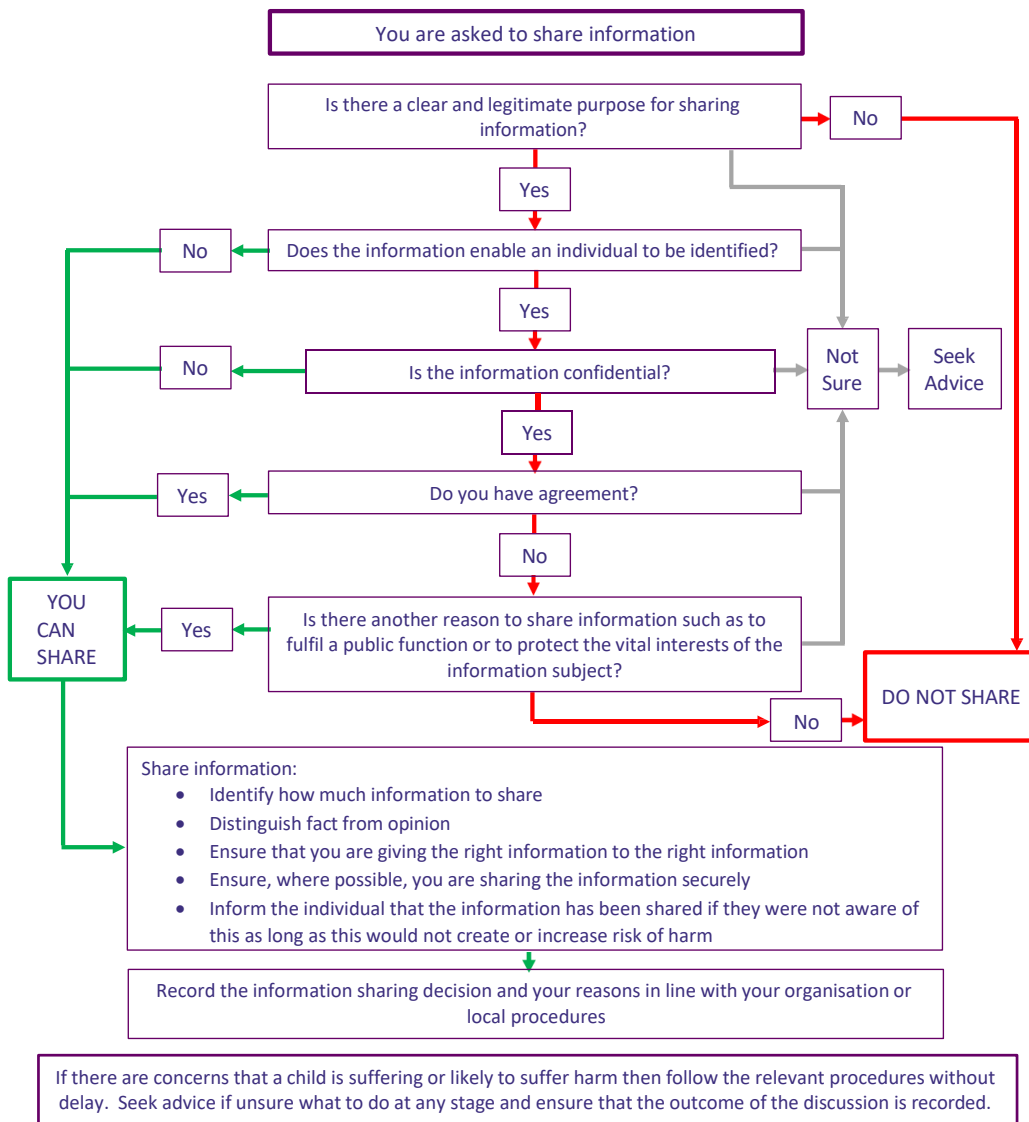 You are asked to share information
Is there a clear and legitimate purpose for sharing
information?
No
Yes
Does the information enable an individual to be identified?
No
Yes
Is the information confidential?
No
Not
Sure
Seek
Advice
Yes
Do you have agreement?
Yes
No
YOU
CAN
SHARE
Yes
Is there another reason to share information such as to
fulfil a public function or to protect the vital interests of the
information subject?
DO NOT SHARE
No
Share information:
• Identify how much information to share
• Distinguish fact from opinion
• Ensure that you are giving the right information to the right information
• Ensure, where possible, you are sharing the information securely
• Inform the individual that the information has been shared if they were not aware of
this as long as this would not create or increase risk of harm
Record the information sharing decision and your reasons in line with your organisation or
local procedures
If there are concerns that a child is suffering or likely to suffer harm then follow the relevant procedures without
delay. Seek advice if unsure what to do at any stage and ensure that the outcome of the discussion is recorded.